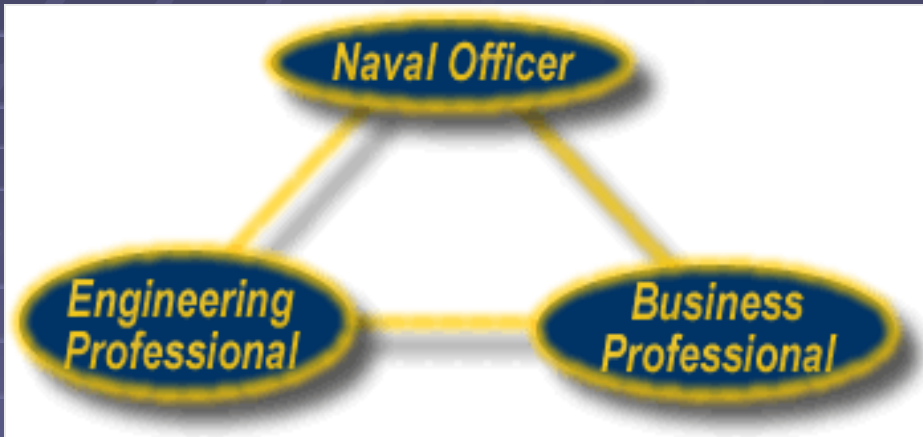 Naval Officer
Engineering
Professional
Business
Professional